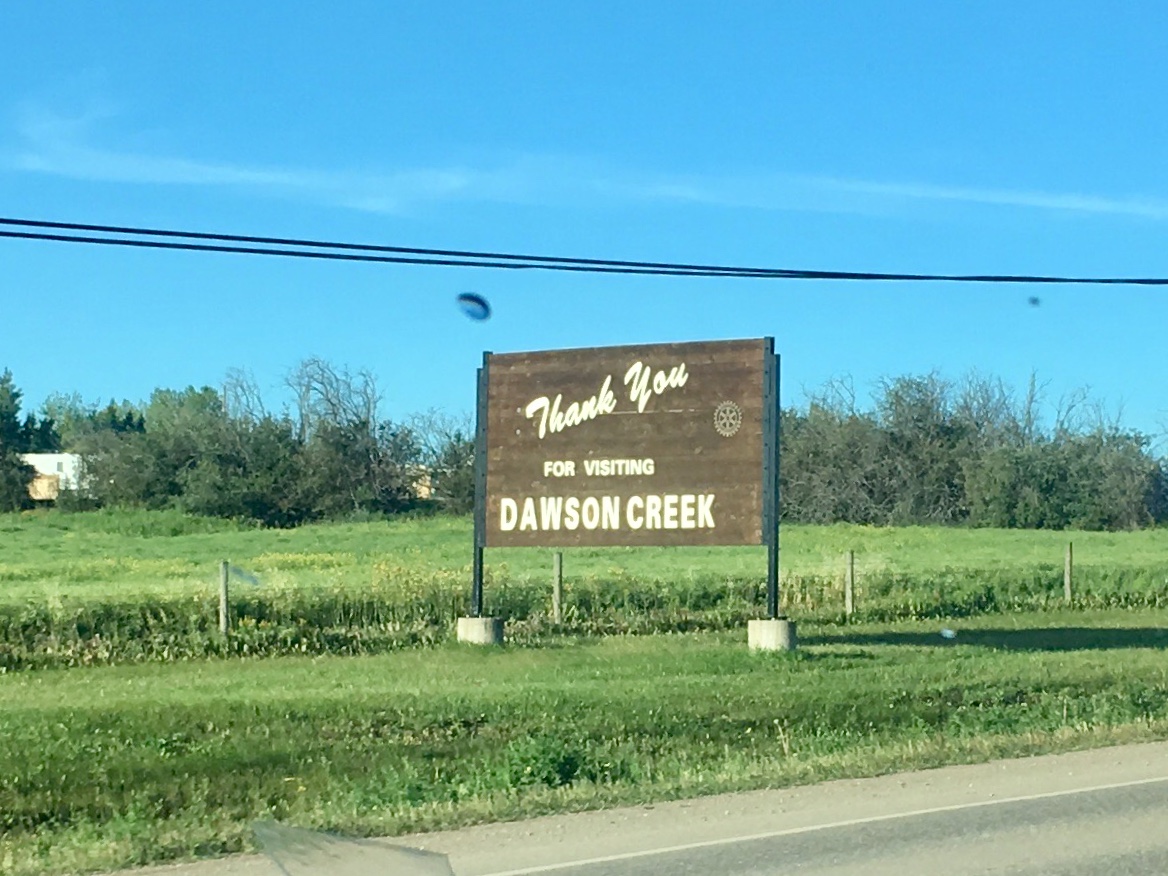 Thank You
FOR VISITING
DAWSON CREEK